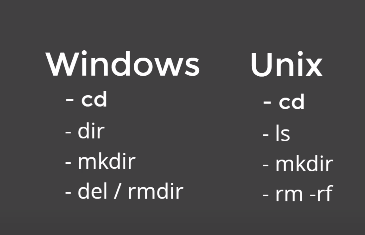 Windows
- cd
- dir
- mkdir
- del / rmdir
Unix
- cd
- ls
- mkdir
- rm -rf